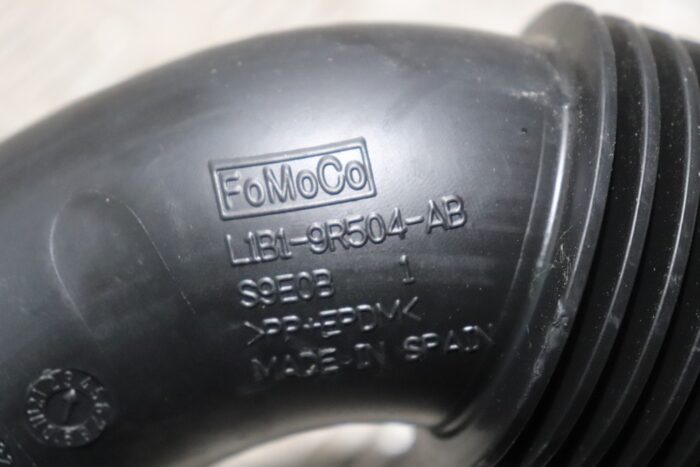 FoMoCo
L1B1-9R504-AB
S9E0B 1
>PP+EPDM<
MADE IN SPAIN